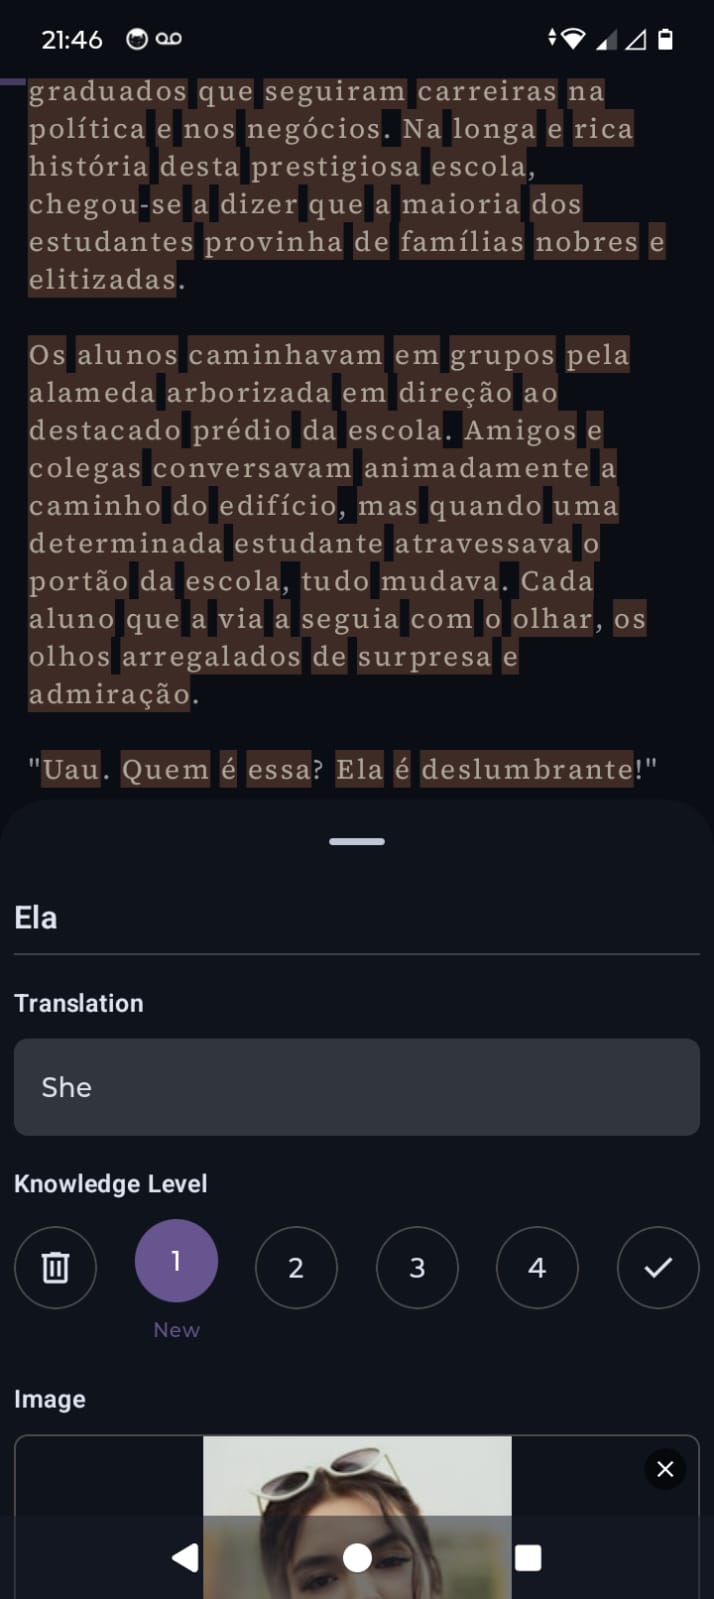 21:46
graduados que seguiram carreiras na
política e nos negócios. Na longa e rica
história desta prestigiosa escola,
chegou-se a dizer que a maioria dos
estudantes provinha de famílias nobres e
elitizadas.
Os alunos caminhavam em grupos pela
alameda arborizada em direção ao
destacado prédio da escola. Amigos e
colegas conversavam animadamente a
caminho do edifício, mas quando uma
determinada estudante atravessava o
portão da escola, tudo mudava. Cada
aluno que a via a seguia com o olhar, os
olhos arregalados de surpresa e
admiração.
"Uau. Quem é essa? Ela é deslumbrante!"
Ela
Translation
She
Knowledge Level
1 2 3 4
New
Image